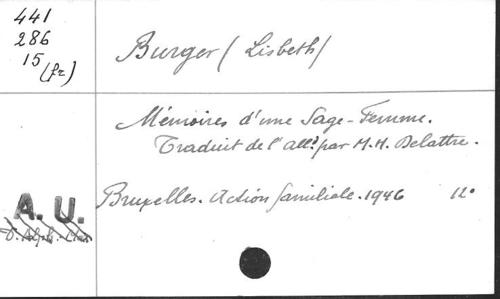 441
286
15
(fr)
Burger (Lisbeth)
Mémoires d'une Sage-Femme.
Traduit de l'all? par M.H. Delattre.
Bruxelles. Action familiale. 1946 12°
A. U.